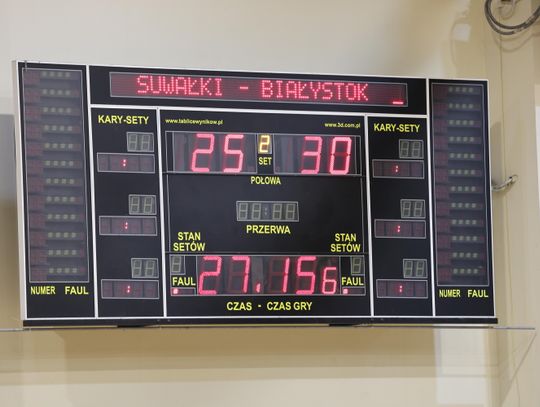 SUWAŁKI - BIAŁYSTOK _
KARY-SETY
www.tablicewynikow.pl
www.3d.com.pl
KARY-SETY
25 2 30
SET
POŁOWA
PRZERWA
STAN SETÓW
STAN SETÓW
27.156
FAUL
FAUL
CZAS - CZAS GRY
NUMER FAUL
NUMER FAUL